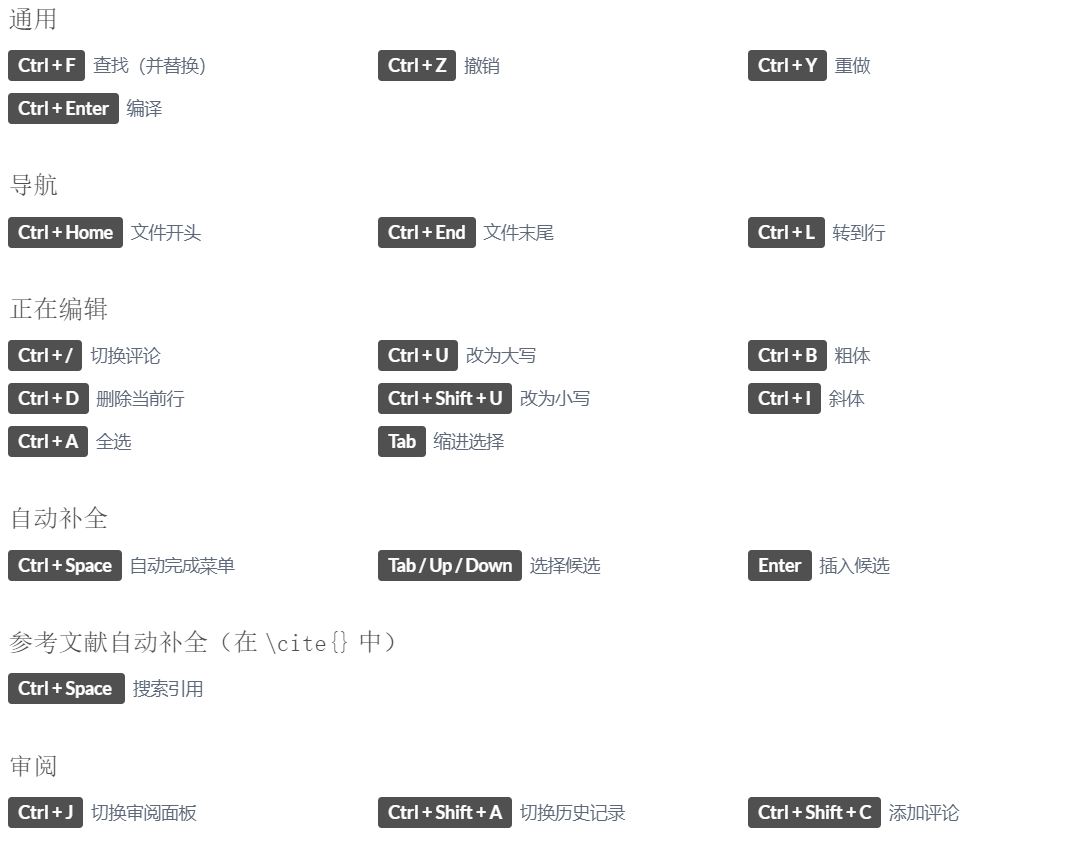 通用
Ctrl + F 查找（并替换） Ctrl + Z 撤销 Ctrl + Y 重做
Ctrl + Enter 编译
导航
Ctrl + Home 文件开头 Ctrl + End 文件末尾 Ctrl + L 转到行
正在编辑
Ctrl + / 切换评论 Ctrl + U 改为大写 Ctrl + B 粗体
Ctrl + D 删除当前行 Ctrl + Shift + U 改为小写 Ctrl + I 斜体
Ctrl + A 全选 Tab 缩进选择
自动补全
Ctrl + Space 自动完成菜单 Tab / Up / Down 选择候选 Enter 插入候选
参考文献自动补全（在 \cite{} 中）
Ctrl + Space 搜索引用
审阅
Ctrl + J 切换审阅面板 Ctrl + Shift + A 切换历史记录 Ctrl + Shift + C 添加评论